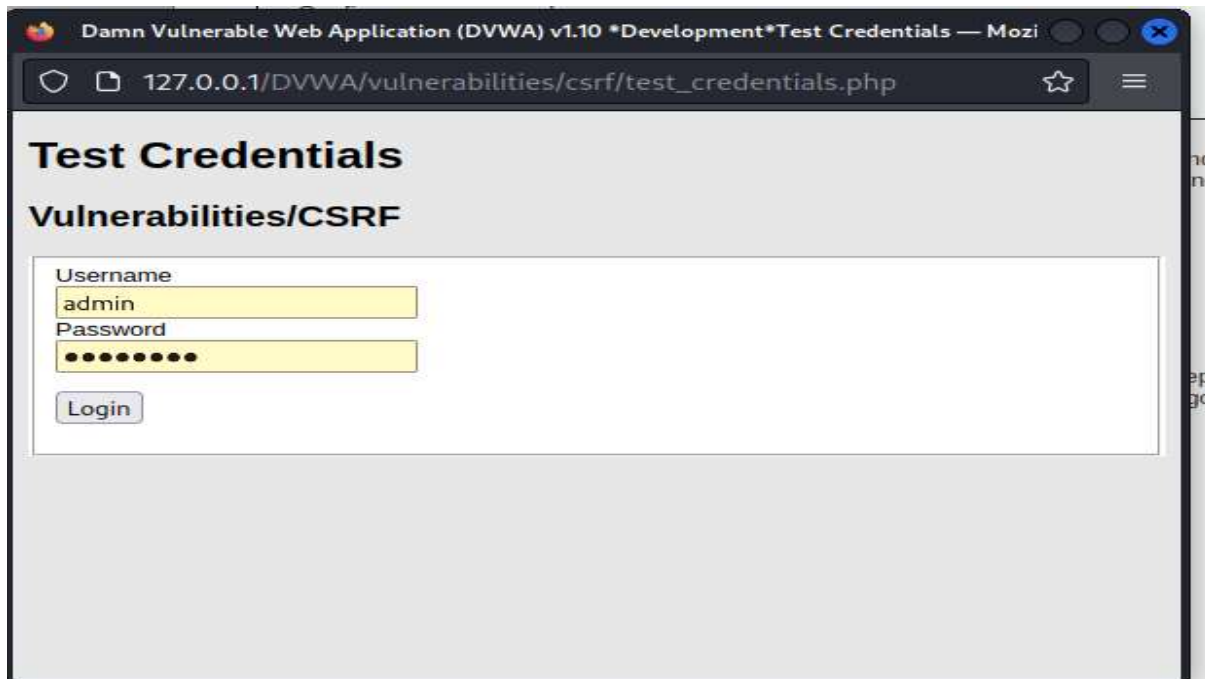 Damn Vulnerable Web Application (DVWA) v1.10 *Development*Test Credentials — Mozi
127.0.0.1/DVWA/vulnerabilities/csrf/test_credentials.php
Test Credentials
Vulnerabilities/CSRF
Username
admin
Password
••••••••
Login